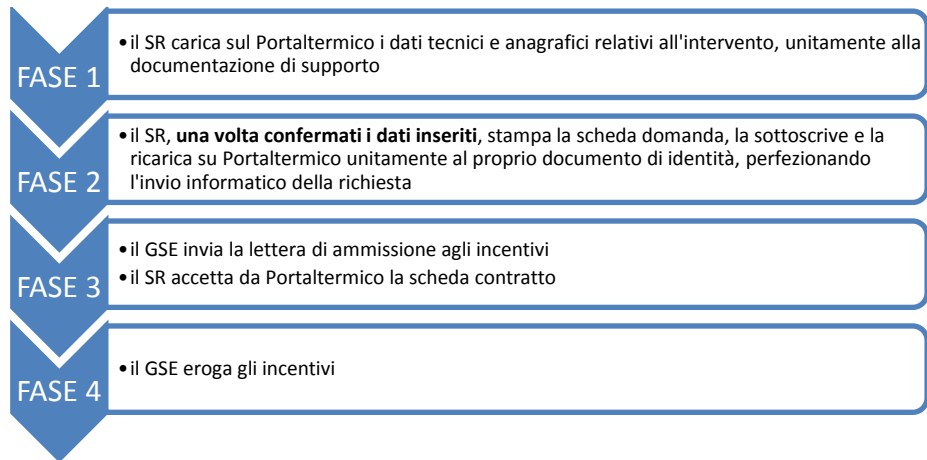 FASE 1
•il SR carica sul Portaltermico i dati tecnici e anagrafici relativi all'intervento, unitamente alla
documentazione di supporto
FASE 2
•il SR, una volta confermati i dati inseriti, stampa la scheda domanda, la sottoscrive e la
ricarica su Portaltermico unitamente al proprio documento di identità, perfezionando
l'invio informatico della richiesta
FASE 3
•il GSE invia la lettera di ammissione agli incentivi
•il SR accetta da Portaltermico la scheda contratto
FASE 4
•il GSE eroga gli incentivi